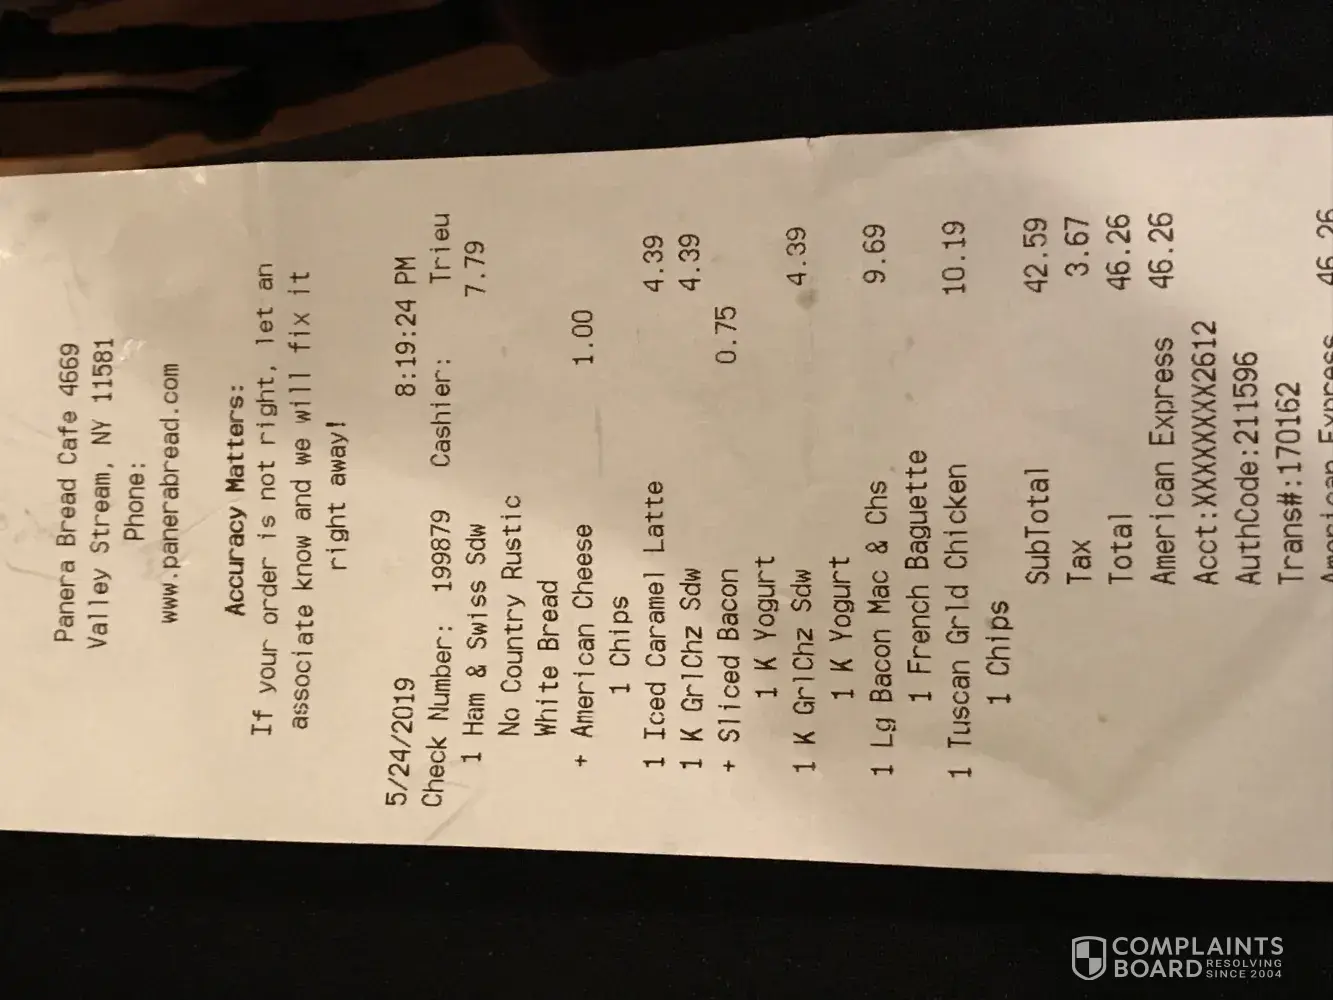 Panera Bread Cafe 4669
Valley Stream, NY 11581
Phone:
www.panerabread.com
Accuracy Matters:
If your order is not right, let an
associate know and we will fix it
right away!
5/24/2019 8:19:24 PM
Check Number: 199879 Cashier: Trieu
1 Ham & Swiss Sdw 7.79
No Country Rustic
White Bread
+ American Cheese 1.00
1 Chips
1 Iced Caramel Latte 4.39
1 K GrlChz Sdw 4.39
+ Sliced Bacon 0.75
1 K Yogurt
1 K GrlChz Sdw 4.39
1 K Yogurt
1 Lg Bacon Mac & Chs 9.69
1 French Baguette
1 Tuscan Grld Chicken 10.19
1 Chips
SubTotal 42.59
Tax 3.67
Total 46.26
American Express 46.26
Acct:XXXXXXXX2612
AuthCode:211596
Trans#:170162
American Express 46.26
COMPLAINTS
BOARD RESOLVING
SINCE 2004